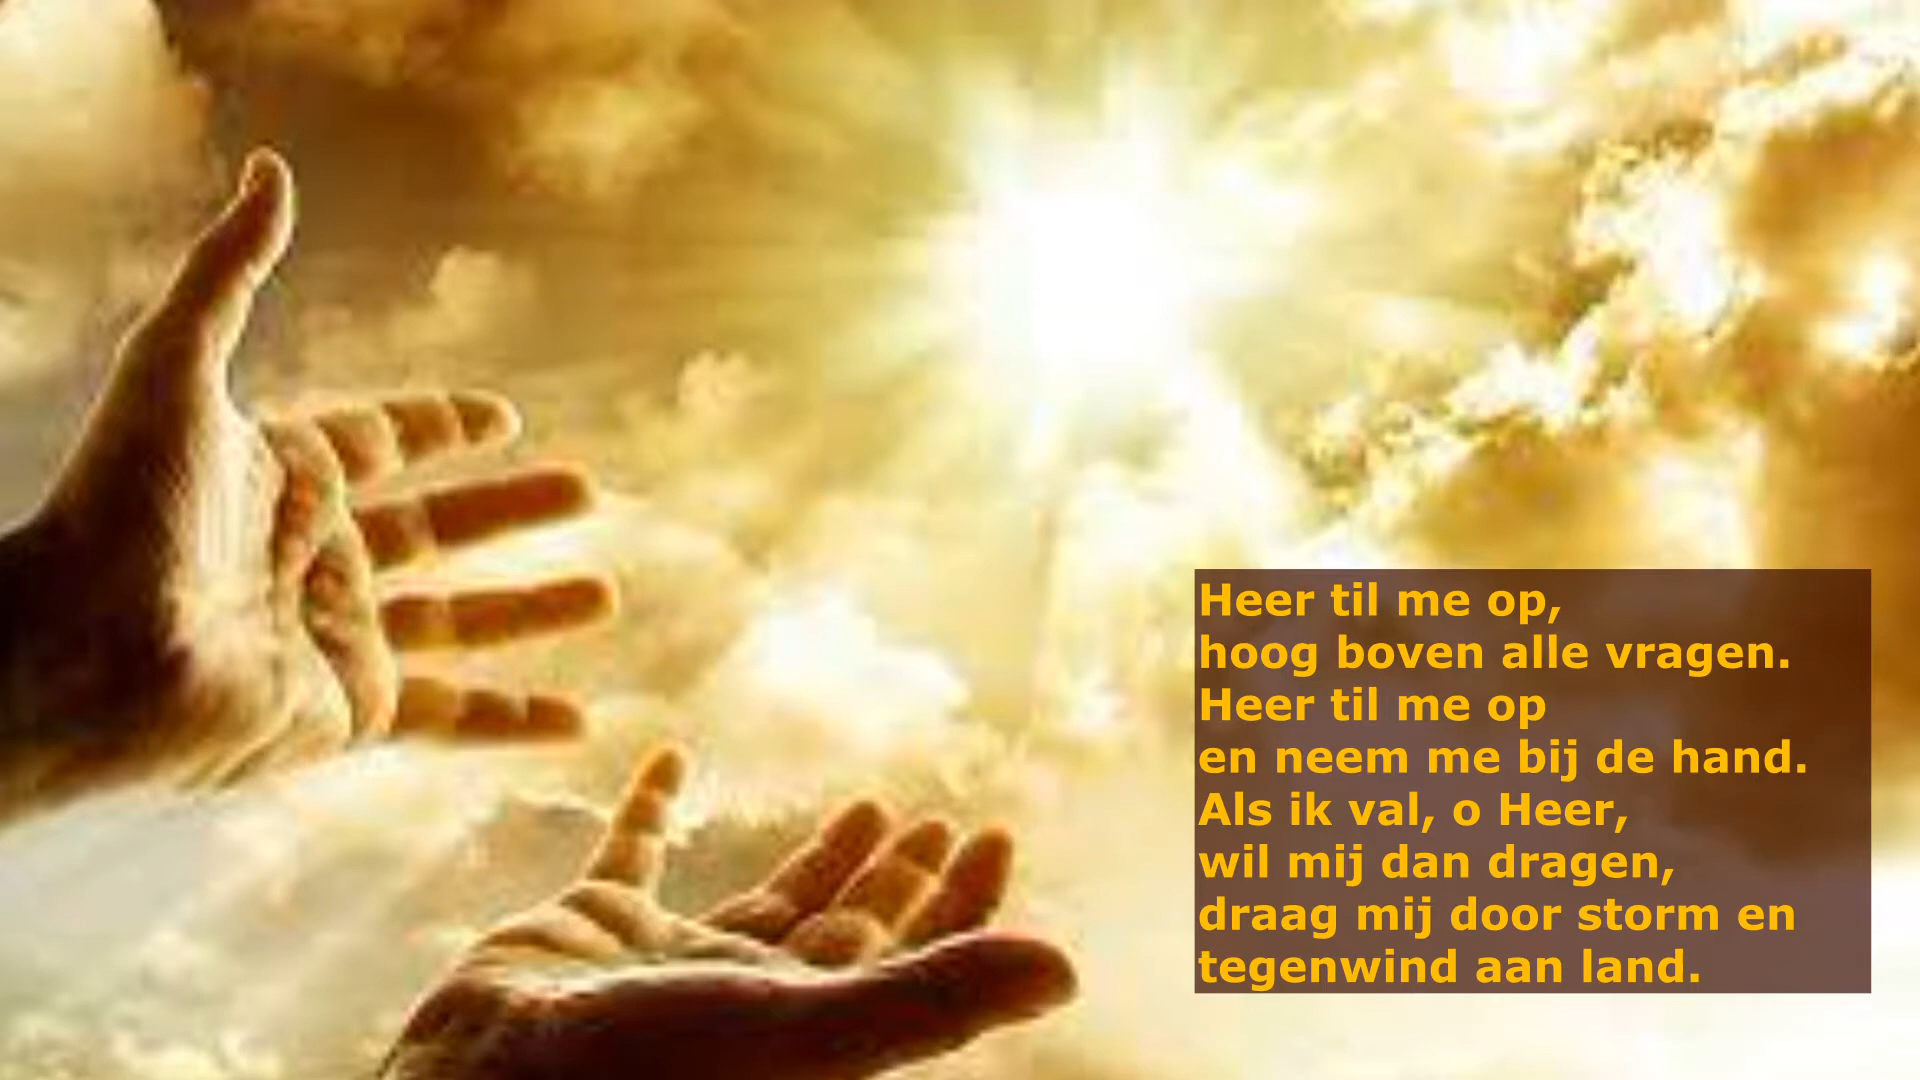 Heer til me op,
hoog boven alle vragen.
Heer til me op
en neem me bij de hand.
Als ik val, o Heer,
wil mij dan dragen,
draag mij door storm en
tegenwind aan land.